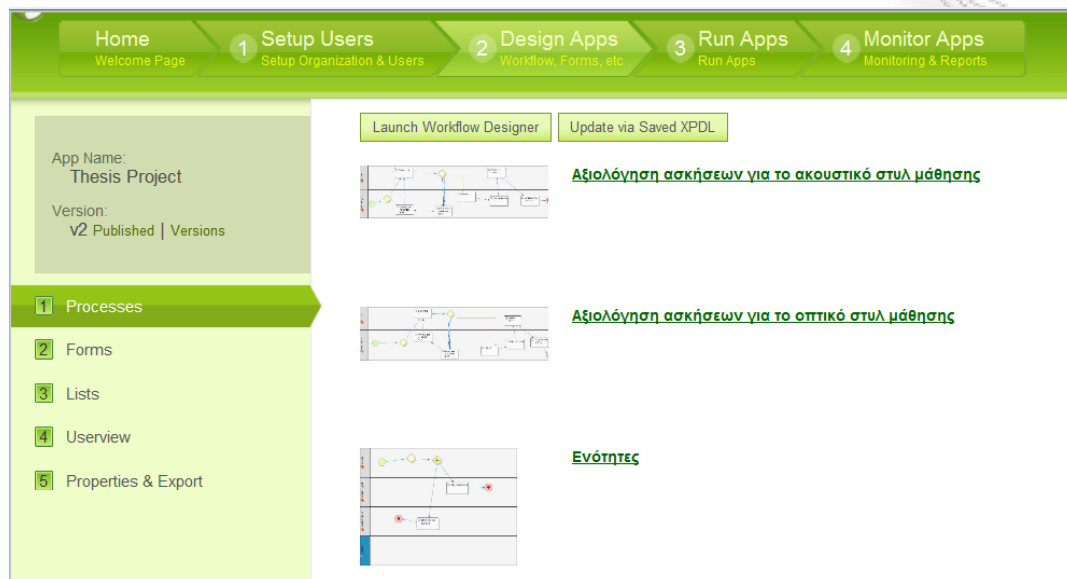 Home
Welcome Page
1
Setup Users
Setup Organization & Users
2
Design Apps
Workflow, Forms, etc
3
Run Apps
Run Apps
4
Monitor Apps
Monitoring & Reports
App Name:
Thesis Project
Version:
v2 Published | Versions
1 Processes
2 Forms
3 Lists
4 Userview
5 Properties & Export
Launch Workflow Designer
Update via Saved XPDL
Αξιολόγηση ασκήσεων για το ακουστικό στυλ μάθησης
Αξιολόγηση ασκήσεων για το οπτικό στυλ μάθησης
Ενότητες